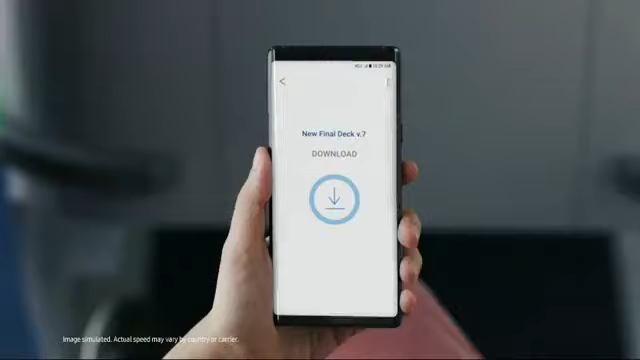 New Final Deck v.7
DOWNLOAD
Image simulated. Actual speed may vary by country or carrier.